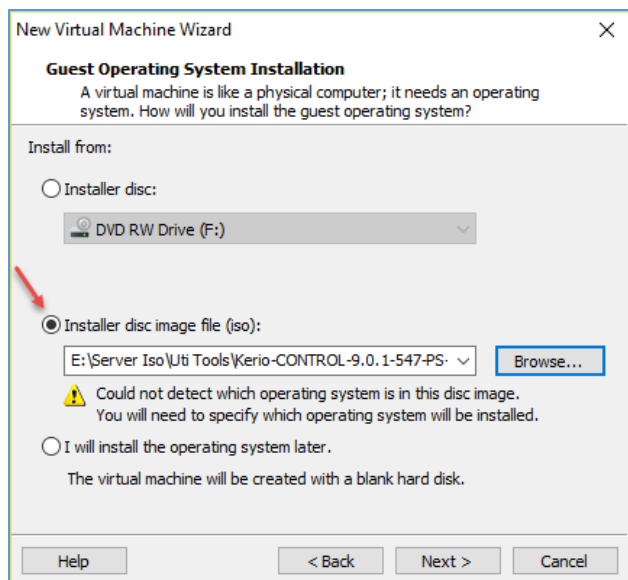 New Virtual Machine Wizard
Guest Operating System Installation
A virtual machine is like a physical computer; it needs an operating
system. How will you install the guest operating system?
Install from:
Installer disc:
DVD RW Drive (F:)
Installer disc image file (iso):
E:\Server Iso\Uti Tools\Kerio-CONTROL-9.0.1-547-PS- Browse...
Could not detect which operating system is in this disc image.
You will need to specify which operating system will be installed.
I will install the operating system later.
The virtual machine will be created with a blank hard disk.
Help < Back Next > Cancel